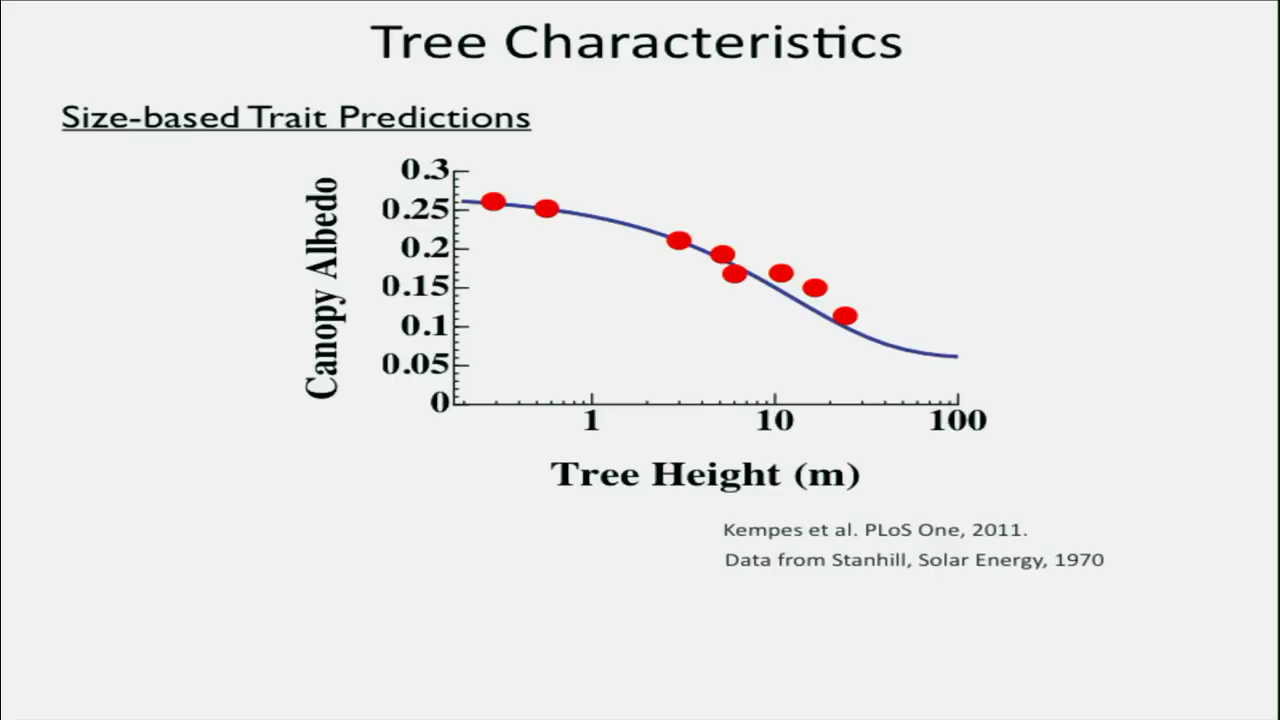 Tree Characteristics
Size-based Trait Predictions
Canopy Albedo
0.3
0.25
0.2
0.15
0.1
0.05
0
1 10 100
Tree Height (m)
Kempes et al. PLoS One, 2011.
Data from Stanhill, Solar Energy, 1970